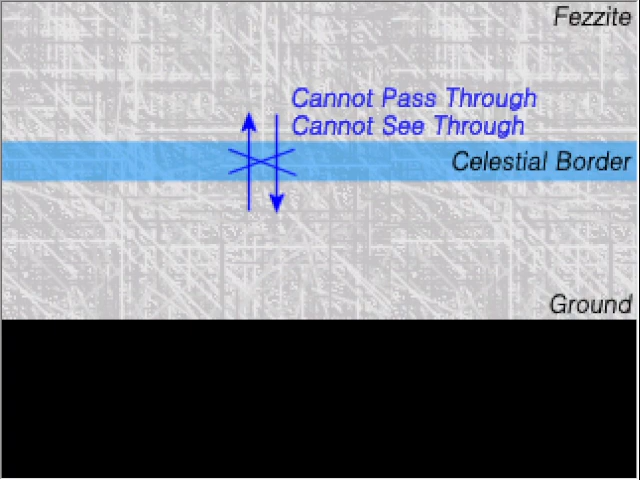 Fezzite
Cannot Pass Through
Cannot See Through
Celestial Border
Ground